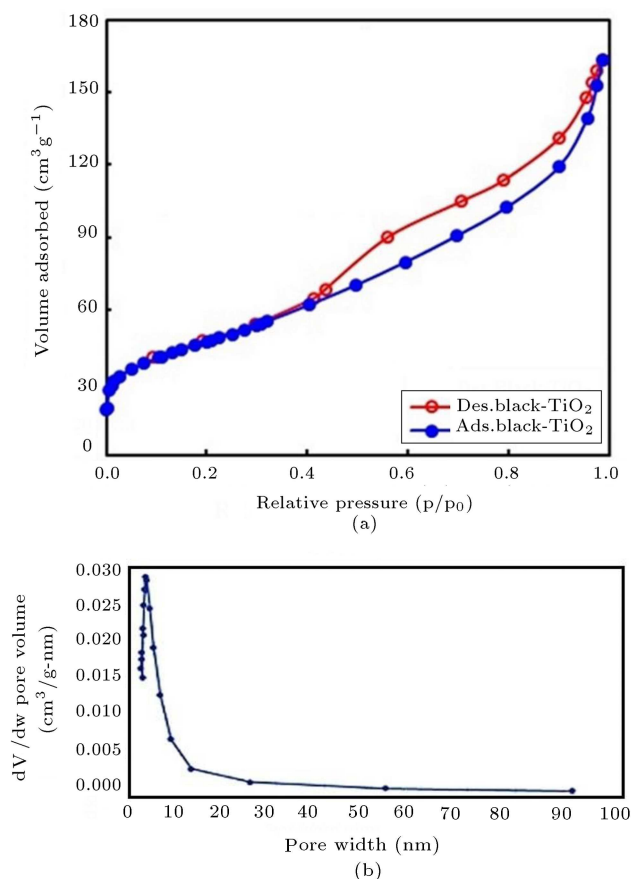 180
150
120
90
60
30
0
Volume adsorbed (cm³g⁻¹)
Des.black-TiO₂
Ads.black-TiO₂
0.0 0.2 0.4 0.6 0.8 1.0
Relative pressure (p/p₀)
(a)
0.030
0.025
0.020
0.015
0.010
0.005
0.000
dV/dw pore volume
(cm³/g-nm)
0 10 20 30 40 50 60 70 80 90 100
Pore width (nm)
(b)